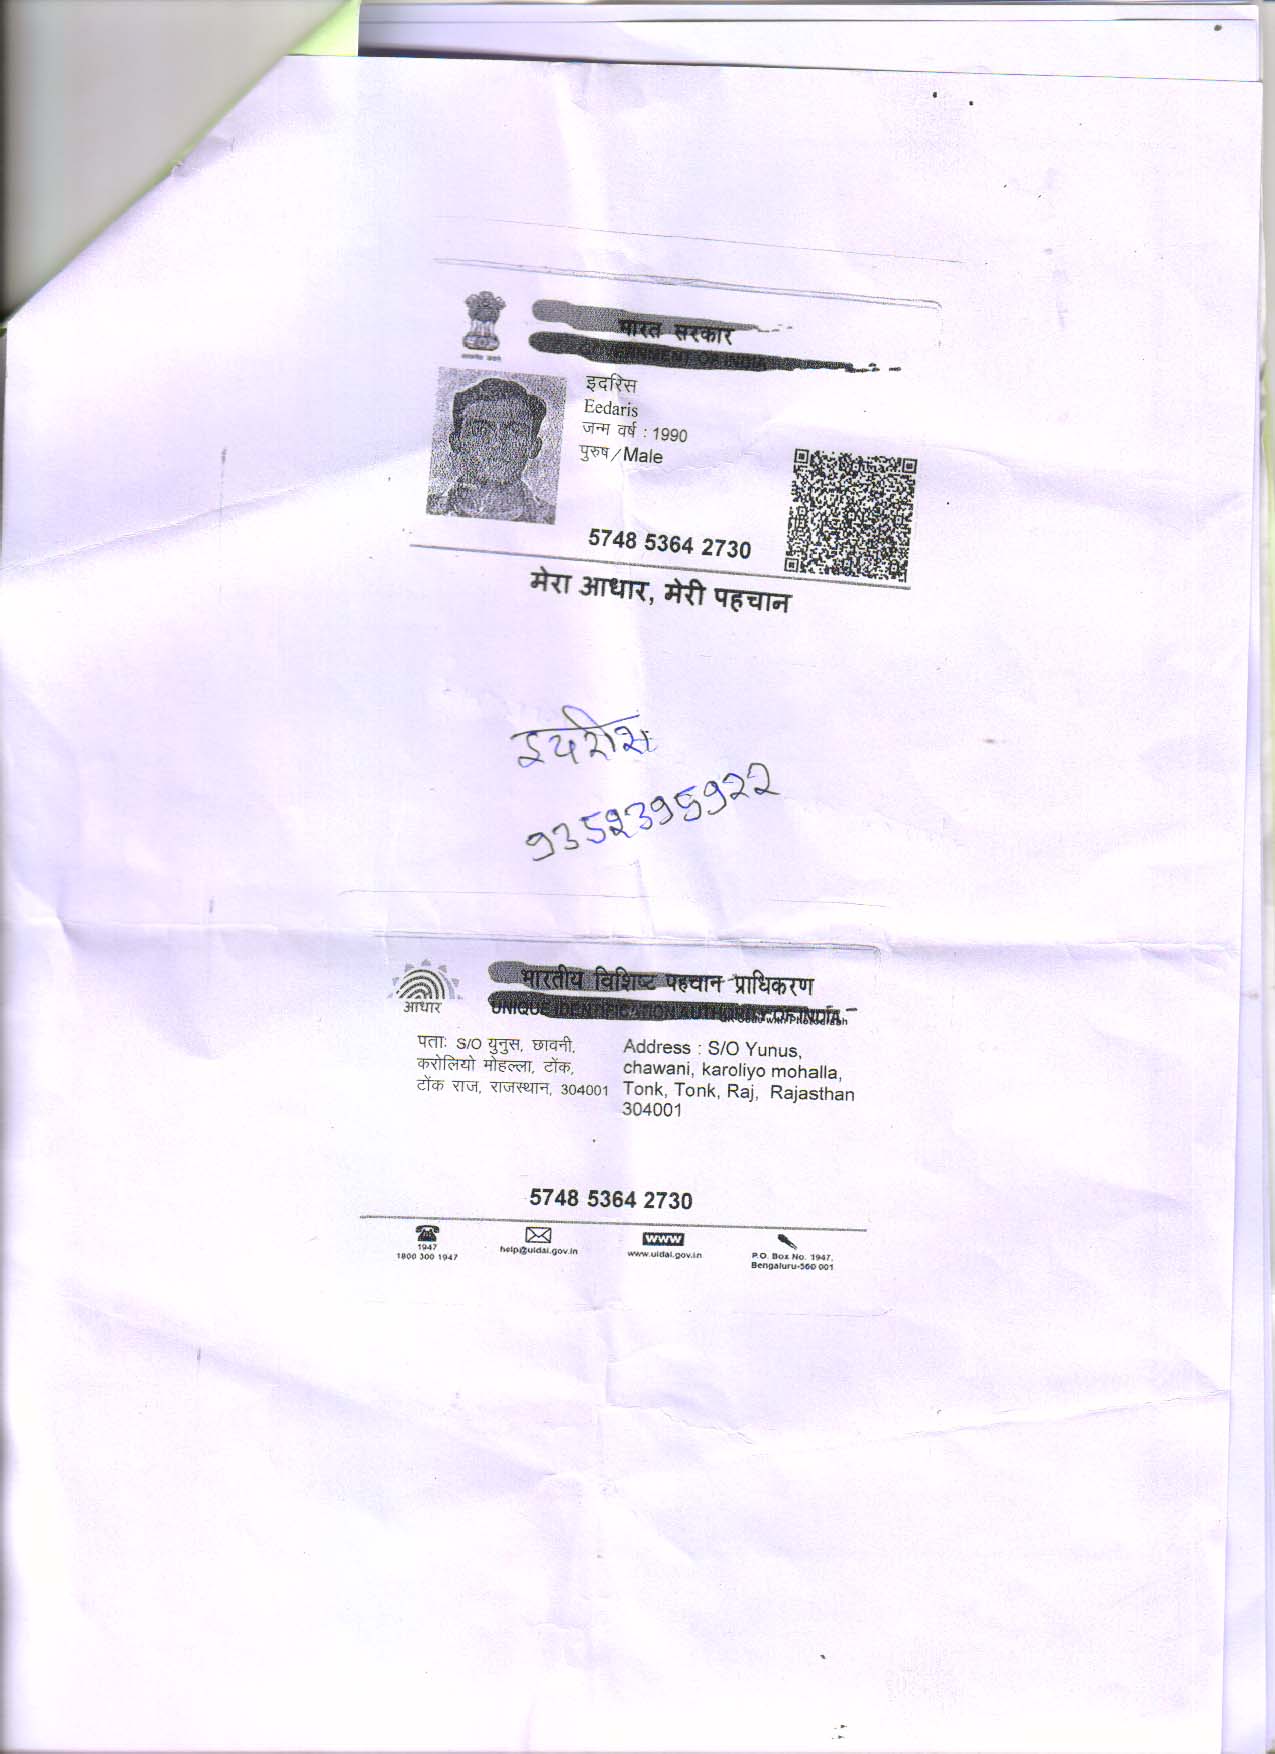 भारत सरकार
GOVERNMENT OF INDIA
इदरिस
Eedaris
जन्म वर्ष : 1990
पुरुष / Male
5748 5364 2730
मेरा आधार, मेरी पहचान
इदरीस
9352395922
भारतीय विशिष्ट पहचान प्राधिकरण
UNIQUE IDENTIFICATION AUTHORITY OF INDIA
आधार
पताः S/O युनुस, छावनी,
करोलियो मोहल्ला, टोंक,
टोंक राज, राजस्थान, 304001
Address : S/O Yunus,
chawani, karoliyo mohalla,
Tonk, Tonk, Raj, Rajasthan
304001
5748 5364 2730
1947
1800 300 1947
help@uidai.gov.in
www
www.uidai.gov.in
P.O. Box No. 1947,
Bengaluru-560 001